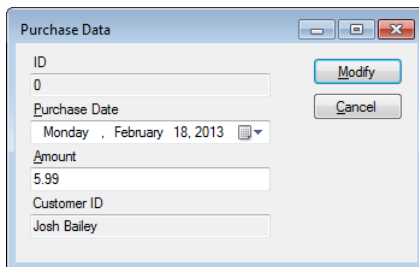 Purchase Data
ID
0
Modify
Purchase Date
Cancel
Monday , February 18, 2013
Amount
5.99
Customer ID
Josh Bailey